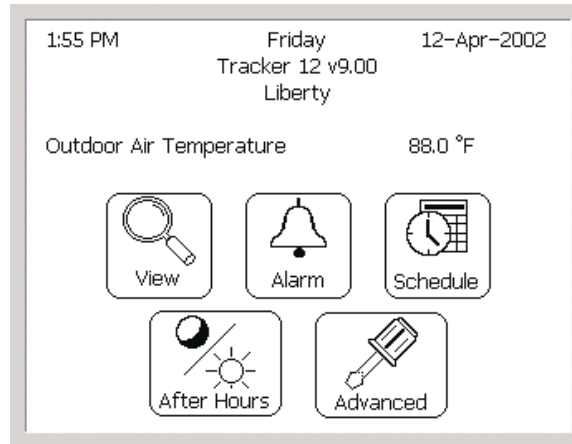 1:55 PM Friday 12-Apr-2002
Tracker 12 v9.00
Liberty
Outdoor Air Temperature 88.0 °F
View Alarm Schedule
After Hours Advanced